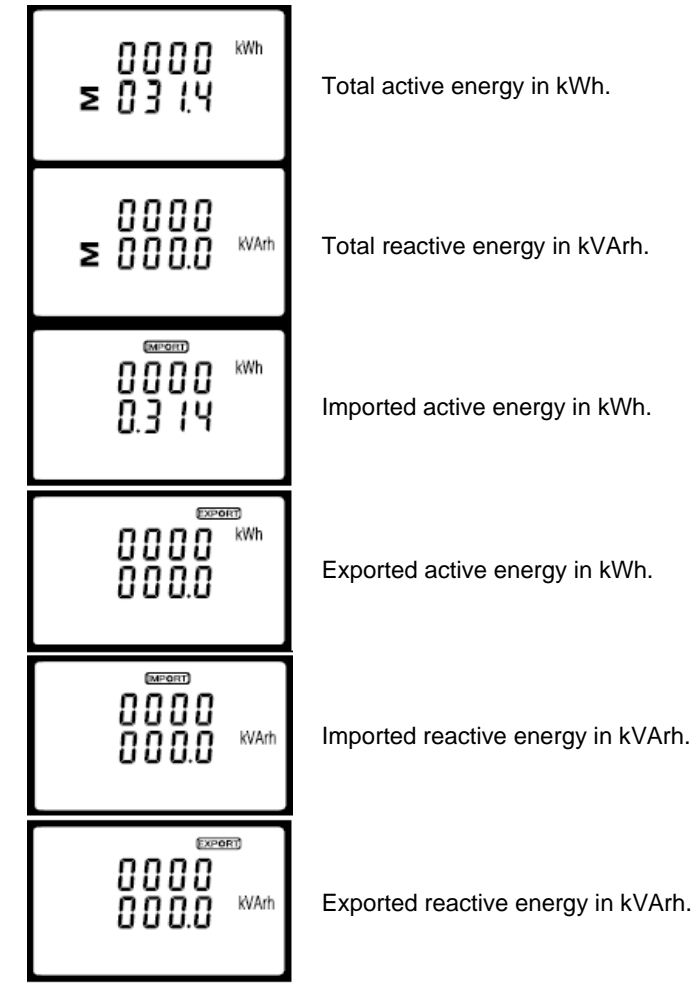 0000 kWh
Σ 031.4
Total active energy in kWh.
0000
Σ 000.0 kVArh
Total reactive energy in kVArh.
IMPORT
0000 kWh
0.314
Imported active energy in kWh.
EXPORT
0000 kWh
000.0
Exported active energy in kWh.
IMPORT
0000
000.0 kVArh
Imported reactive energy in kVArh.
EXPORT
0000
000.0 kVArh
Exported reactive energy in kVArh.